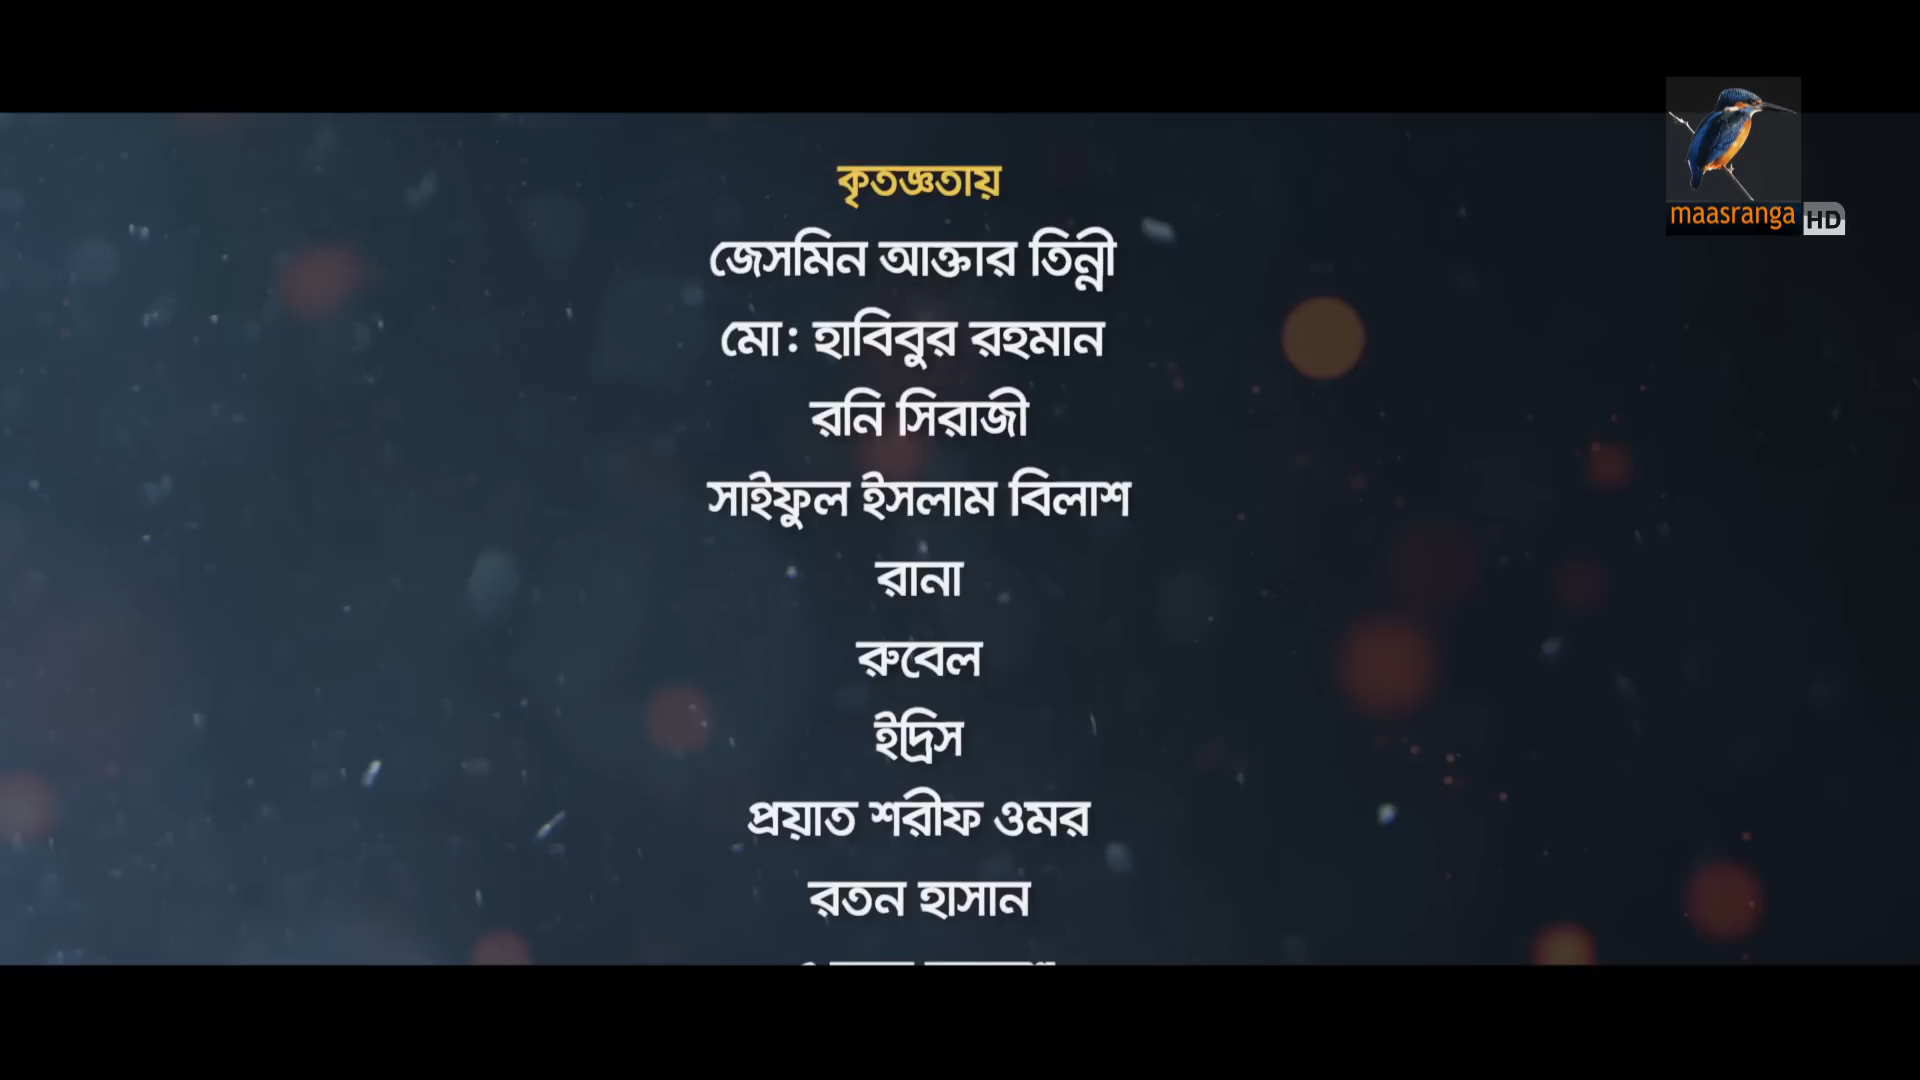 কৃতজ্ঞতায়
জেসমিন আক্তার তিন্নী
মো: হাবিবুর রহমান
রনি সিরাজী
সাইফুল ইসলাম বিলাশ
রানা
রুবেল
ইদ্রিস
প্রয়াত শরীফ ওমর
রতন হাসান
maasranga HD